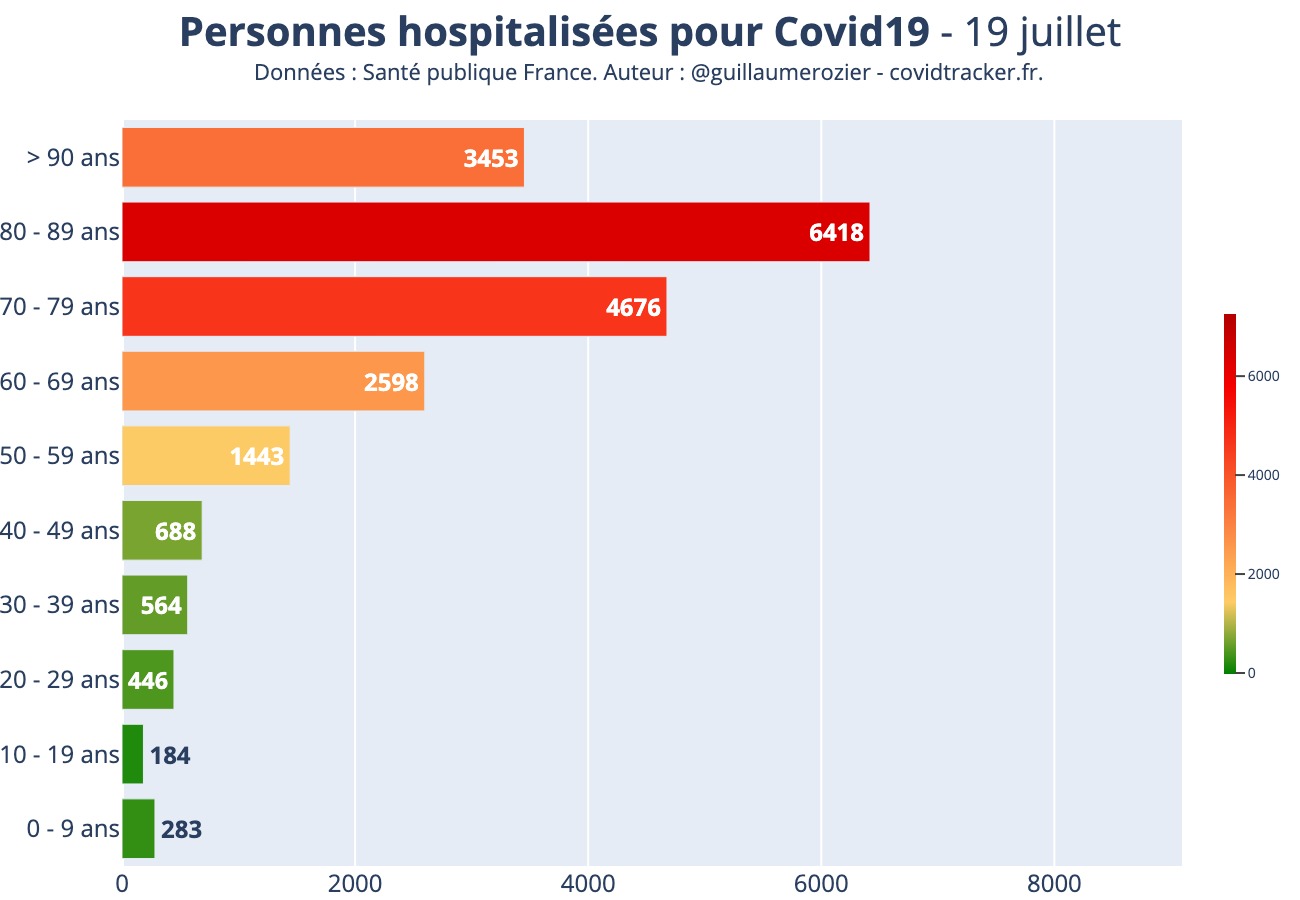 Personnes hospitalisées pour Covid19 - 19 juillet
Données : Santé publique France. Auteur : @guillaumerozier - covidtracker.fr.
> 90 ans 3453
80 - 89 ans 6418
70 - 79 ans 4676
60 - 69 ans 2598
50 - 59 ans 1443
40 - 49 ans 688
30 - 39 ans 564
20 - 29 ans 446
10 - 19 ans 184
0 - 9 ans 283
0 2000 4000 6000 8000
6000
4000
2000
0